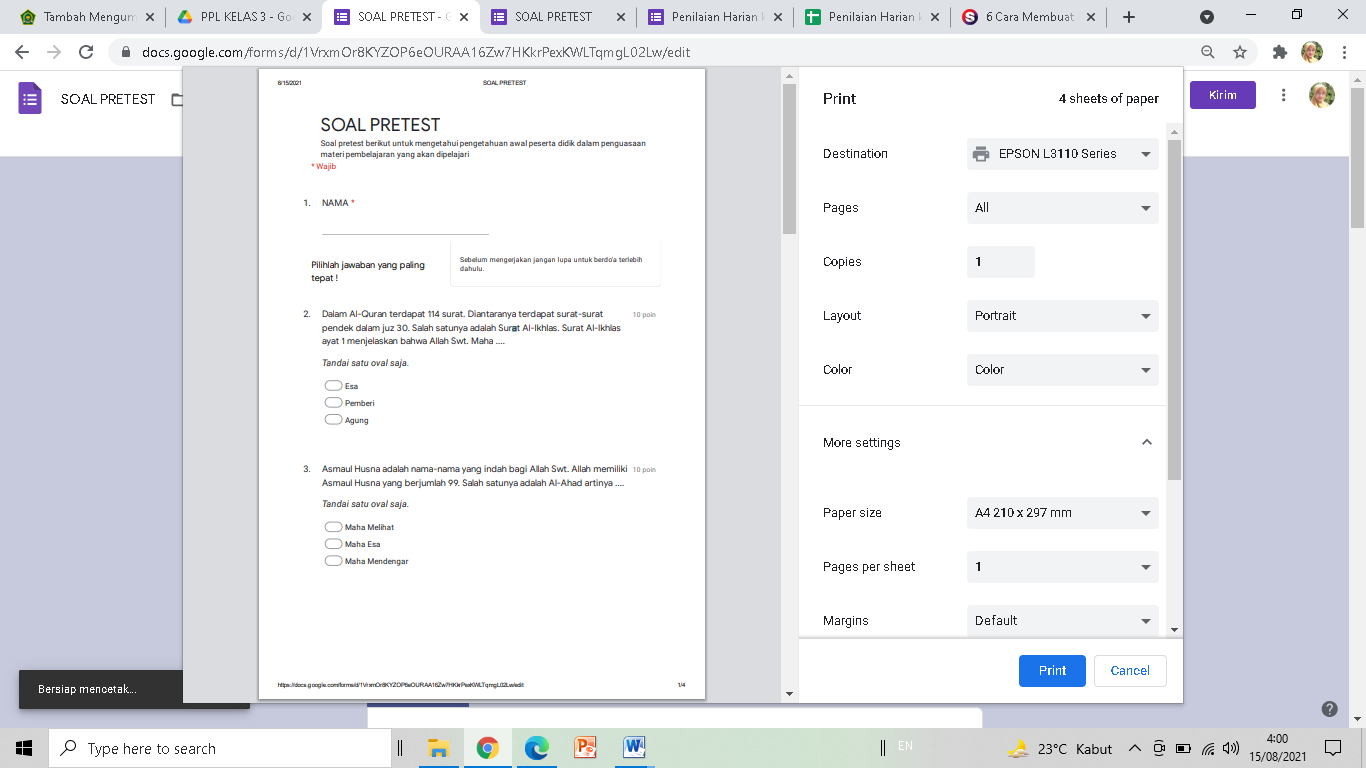 Tambah Mengum
PPL KELAS 3 - Go
SOAL PRETEST - G
SOAL PRETEST
Penilaian Harian k
Penilaian Harian k
6 Cara Membuat
docs.google.com/forms/d/1VrxmOr8KYZOP6eOURAA16Zw7HKkrPexKWLTqmgL02Lw/edit
SOAL PRETEST
Kirim
8/15/2021 SOAL PRETEST
SOAL PRETEST
Soal pretest berikut untuk mengetahui pengetahuan awal peserta didik dalam penguasaan
materi pembelajaran yang akan dipelajari
* Wajib
1. NAMA *
Pilihlah jawaban yang paling
tepat !
Sebelum mengerjakan jangan lupa untuk berdo'a terlebih
dahulu.
2. Dalam Al-Quran terdapat 114 surat. Diantaranya terdapat surat-surat 10 poin
pendek dalam juz 30. Salah satunya adalah Surat Al-Ikhlas. Surat Al-Ikhlas
ayat 1 menjelaskan bahwa Allah Swt. Maha ....
Tandai satu oval saja.
Esa
Pemberi
Agung
3. Asmaul Husna adalah nama-nama yang indah bagi Allah Swt. Allah memiliki 10 poin
Asmaul Husna yang berjumlah 99. Salah satunya adalah Al-Ahad artinya ....
Tandai satu oval saja.
Maha Melihat
Maha Esa
Maha Mendengar
https://docs.google.com/forms/d/1VrxmOr8KYZOP6eOURAA16Zw7HKkrPexKWLTqmgL02Lw/edit 1/4
Print 4 sheets of paper
Destination EPSON L3110 Series
Pages All
Copies 1
Layout Portrait
Color Color
More settings
Paper size A4 210 x 297 mm
Pages per sheet 1
Margins Default
Print Cancel
Bersiap mencetak...
Type here to search
EN
23°C Kabut
4:00
15/08/2021